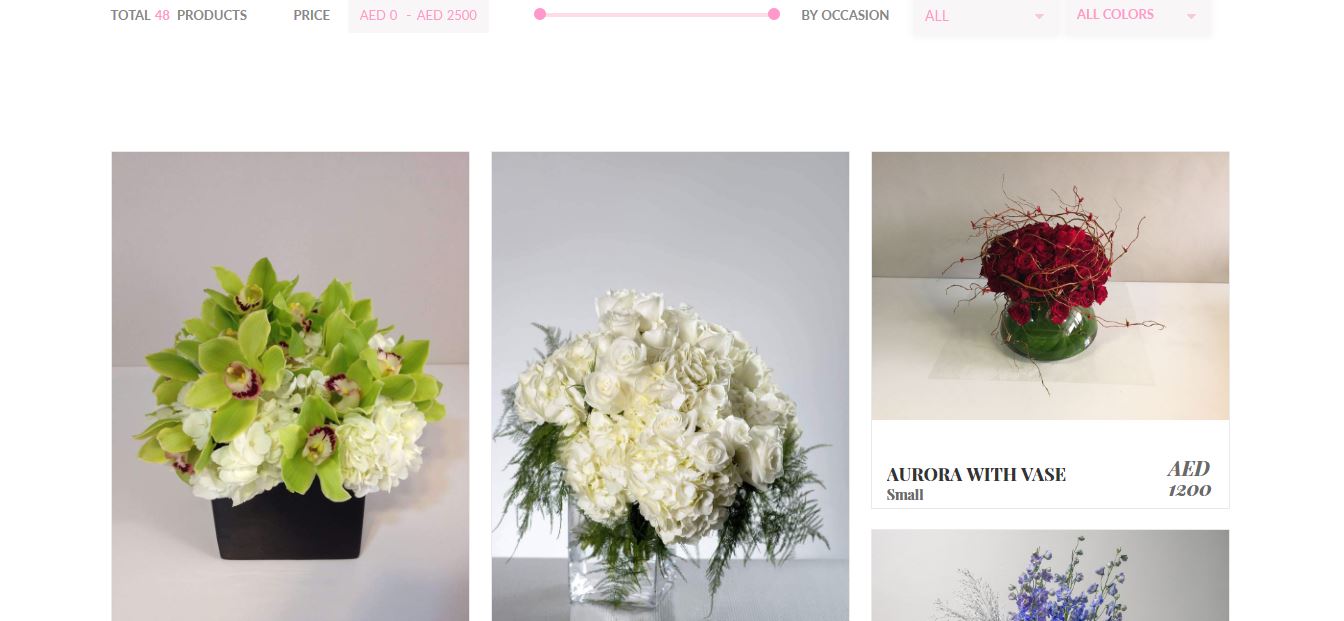 TOTAL 48 PRODUCTS PRICE AED 0 - AED 2500 BY OCCASION ALL ALL COLORS
AURORA WITH VASE AED
Small 1200